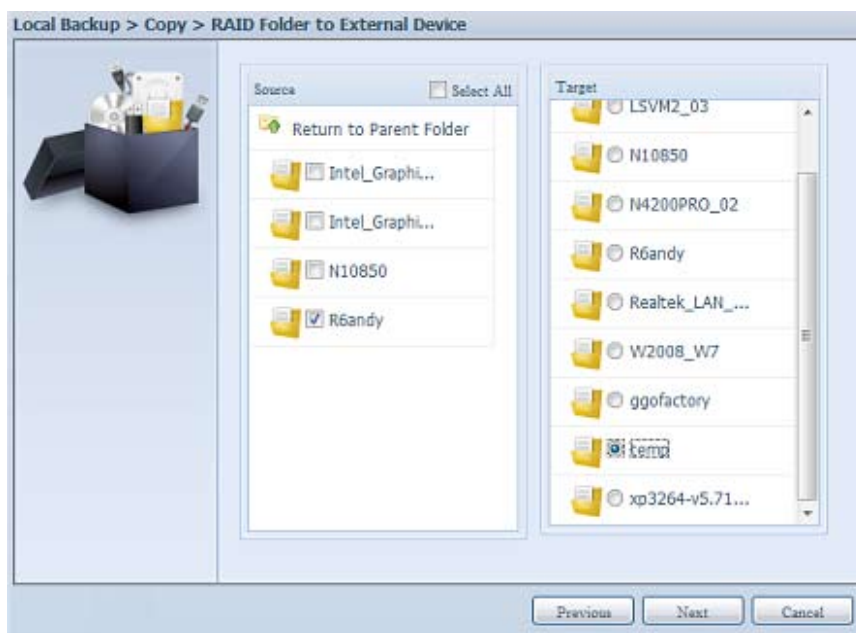 Local Backup > Copy > RAID Folder to External Device
Source
Select All
Return to Parent Folder
Intel_Graphi...
Intel_Graphi...
N10850
R6andy
Target
LSVM2_03
N10850
N4200PRO_02
R6andy
Realtek_LAN_...
W2008_W7
ggofactory
temp
xp3264-v5.71...
Previous
Next
Cancel